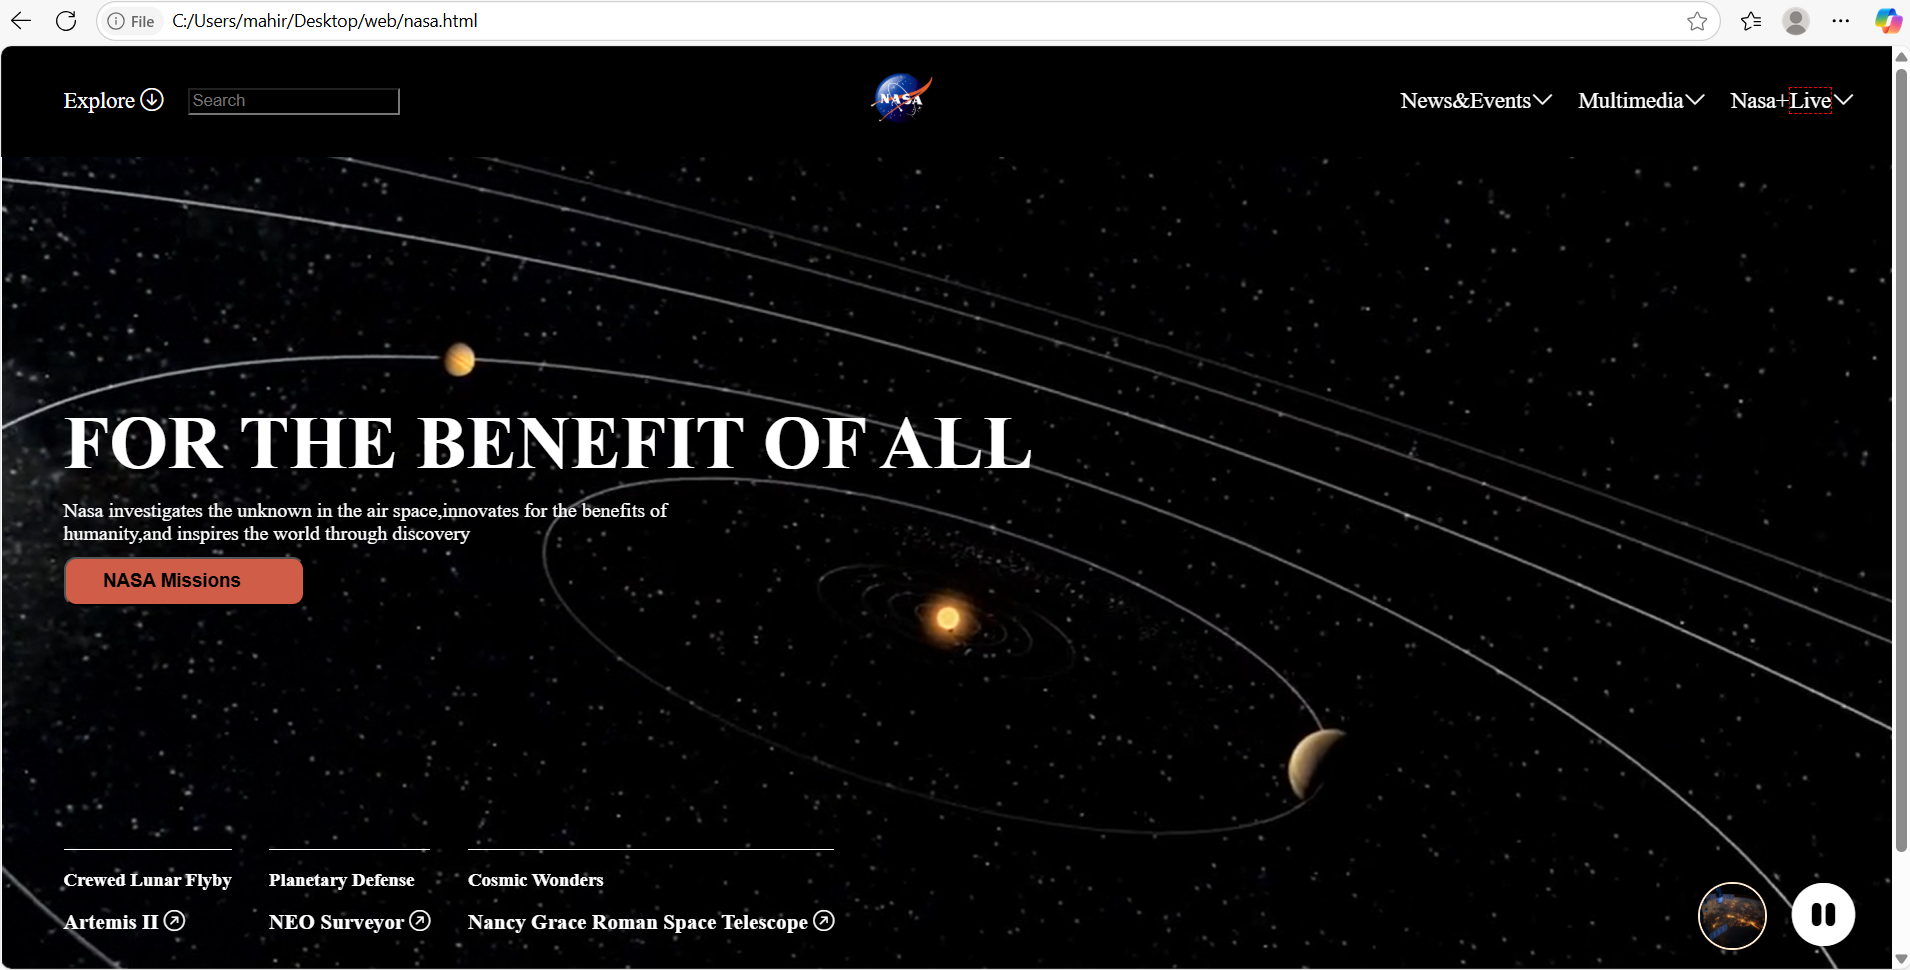 File C:/Users/mahir/Desktop/web/nasa.html
Explore Search NASA News&Events Multimedia Nasa+Live
FOR THE BENEFIT OF ALL
Nasa investigates the unknown in the air space,innovates for the benefits of
humanity,and inspires the world through discovery
NASA Missions
Crewed Lunar Flyby Planetary Defense Cosmic Wonders
Artemis II NEO Surveyor Nancy Grace Roman Space Telescope